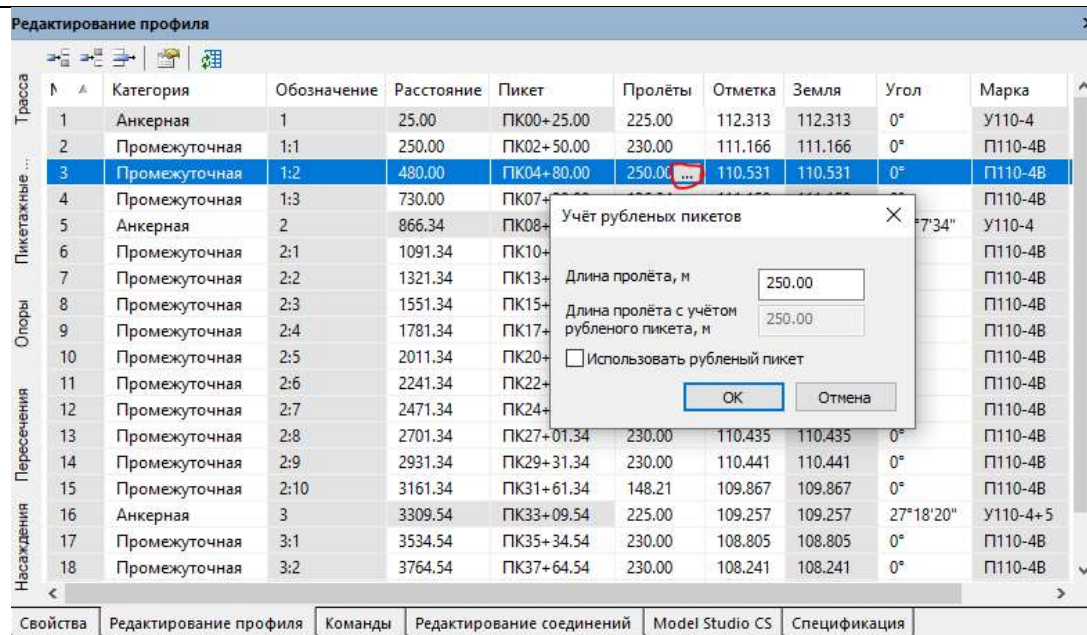 Редактирование профиля
Трасса
Пикетажные ...
Опоры
Пересечения
Насаждения
N Категория Обозначение Расстояние Пикет Пролёты Отметка Земля Угол Марка
1 Анкерная 1 25.00 ПК00+25.00 225.00 112.313 112.313 0° У110-4
2 Промежуточная 1:1 250.00 ПК02+50.00 230.00 111.166 111.166 0° П110-4В
3 Промежуточная 1:2 480.00 ПК04+80.00 250.00 ... 110.531 110.531 0° П110-4В
4 Промежуточная 1:3 730.00 ПК07+ П110-4В
5 Анкерная 2 866.34 ПК08+ °7'34" У110-4
6 Промежуточная 2:1 1091.34 ПК10+ П110-4В
7 Промежуточная 2:2 1321.34 ПК13+ П110-4В
8 Промежуточная 2:3 1551.34 ПК15+ П110-4В
9 Промежуточная 2:4 1781.34 ПК17+ П110-4В
10 Промежуточная 2:5 2011.34 ПК20+ П110-4В
11 Промежуточная 2:6 2241.34 ПК22+ П110-4В
12 Промежуточная 2:7 2471.34 ПК24+ П110-4В
13 Промежуточная 2:8 2701.34 ПК27+01.34 230.00 110.435 110.435 0° П110-4В
14 Промежуточная 2:9 2931.34 ПК29+31.34 230.00 110.441 110.441 0° П110-4В
15 Промежуточная 2:10 3161.34 ПК31+61.34 148.21 109.867 109.867 0° П110-4В
16 Анкерная 3 3309.54 ПК33+09.54 225.00 109.257 109.257 27°18'20" У110-4+5
17 Промежуточная 3:1 3534.54 ПК35+34.54 230.00 108.805 108.805 0° П110-4В
18 Промежуточная 3:2 3764.54 ПК37+64.54 230.00 108.241 108.241 0° П110-4В
Учёт рубленых пикетов
Длина пролёта, м 250.00
Длина пролёта с учётом
рубленого пикета, м 250.00
Использовать рубленый пикет
ОК Отмена
Свойства Редактирование профиля Команды Редактирование соединений Model Studio CS Спецификация